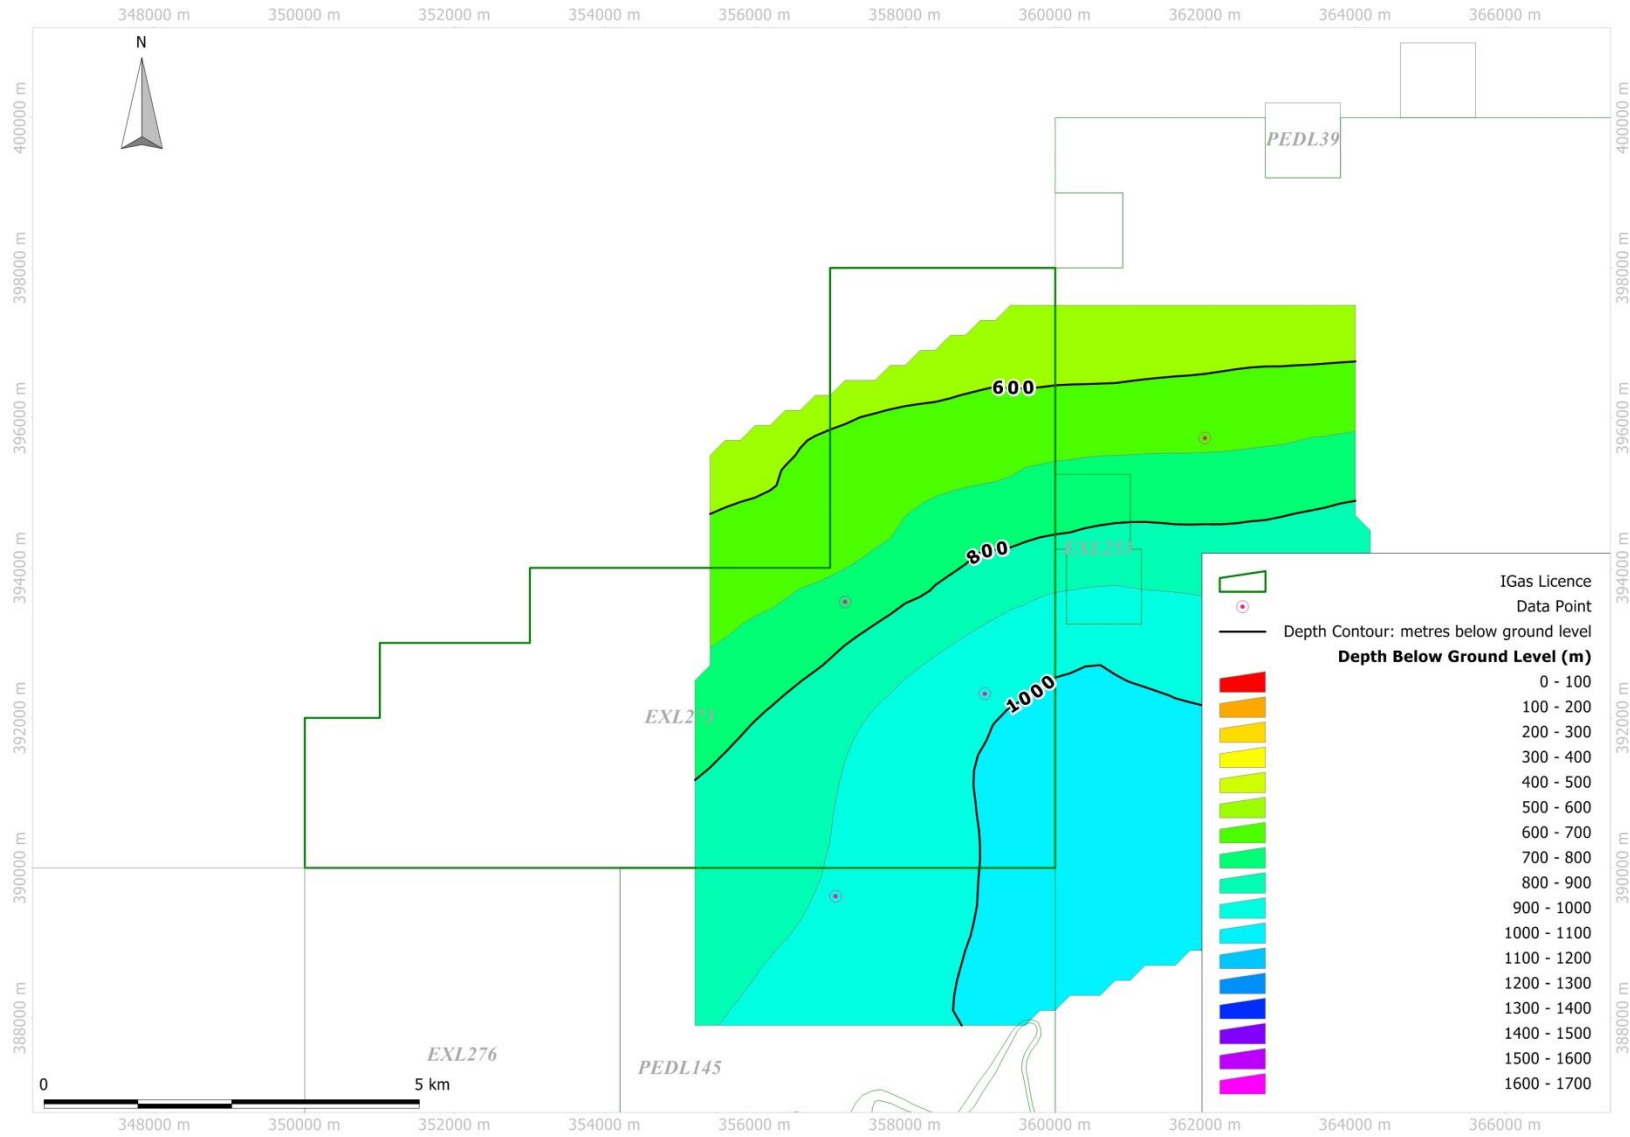 348000 m 350000 m 352000 m 354000 m 356000 m 358000 m 360000 m 362000 m 364000 m 366000 m
N
400000 m
398000 m
396000 m
394000 m
392000 m
390000 m
388000 m
400000 m
398000 m
396000 m
394000 m
392000 m
390000 m
388000 m
PEDL39
600
800
EXL253
1000
EXL273
EXL276
PEDL145
IGas Licence
Data Point
Depth Contour: metres below ground level
Depth Below Ground Level (m)
0 - 100
100 - 200
200 - 300
300 - 400
400 - 500
500 - 600
600 - 700
700 - 800
800 - 900
900 - 1000
1000 - 1100
1100 - 1200
1200 - 1300
1300 - 1400
1400 - 1500
1500 - 1600
1600 - 1700
0 5 km
348000 m 350000 m 352000 m 354000 m 356000 m 358000 m 360000 m 362000 m 364000 m 366000 m